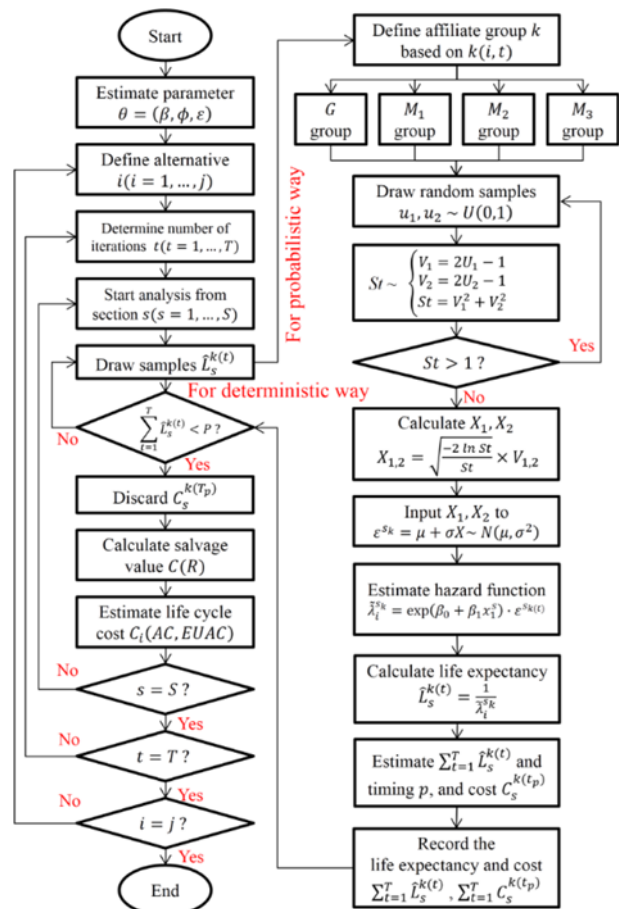 Start
Estimate parameter
θ = (β, ϕ, ε)
Define alternative
i(i = 1, ..., j)
Determine number of
iterations t(t = 1, ..., T)
Start analysis from
section s(s = 1, ..., S)
Draw samples L̂_s^{k(t)}
For deterministic way
∑_{t=1}^{T} L̂_s^{k(t)} < P ?
No
Yes
Discard C_s^{k(T_p)}
Calculate salvage
value C(R)
Estimate life cycle
cost C_i(AC, EUAC)
No
s = S ?
Yes
No
t = T ?
Yes
No
i = j ?
Yes
End
For probabilistic way
Define affiliate group k
based on k(i, t)
G
group
M_1
group
M_2
group
M_3
group
Draw random samples
u_1, u_2 ~ U(0,1)
St ~ { V_1 = 2U_1 − 1
V_2 = 2U_2 − 1
St = V_1^2 + V_2^2
Yes
St > 1 ?
No
Calculate X_1, X_2
X_{1,2} = √(−2 ln St / St) × V_{1,2}
Input X_1, X_2 to
ε^{s_k} = μ + σX ~ N(μ, σ^2)
Estimate hazard function
λ̃_i^{s_k} = exp(β_0 + β_1 x_1^s) · ε^{s_{k(t)}}
Calculate life expectancy
L̂_s^{k(t)} = 1 / λ̃_i^{s_k}
Estimate ∑_{t=1}^{T} L̂_s^{k(t)} and
timing p, and cost C_s^{k(t_p)}
Record the
life expectancy and cost
∑_{t=1}^{T} L̂_s^{k(t)} , ∑_{t=1}^{T} C_s^{k(t_p)}